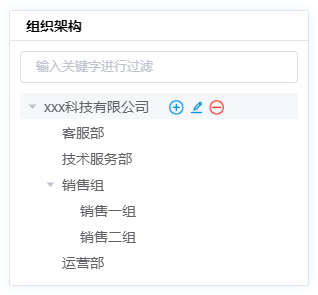 组织架构
输入关键字进行过滤
xxx科技有限公司
客服部
技术服务部
销售组
销售一组
销售二组
运营部